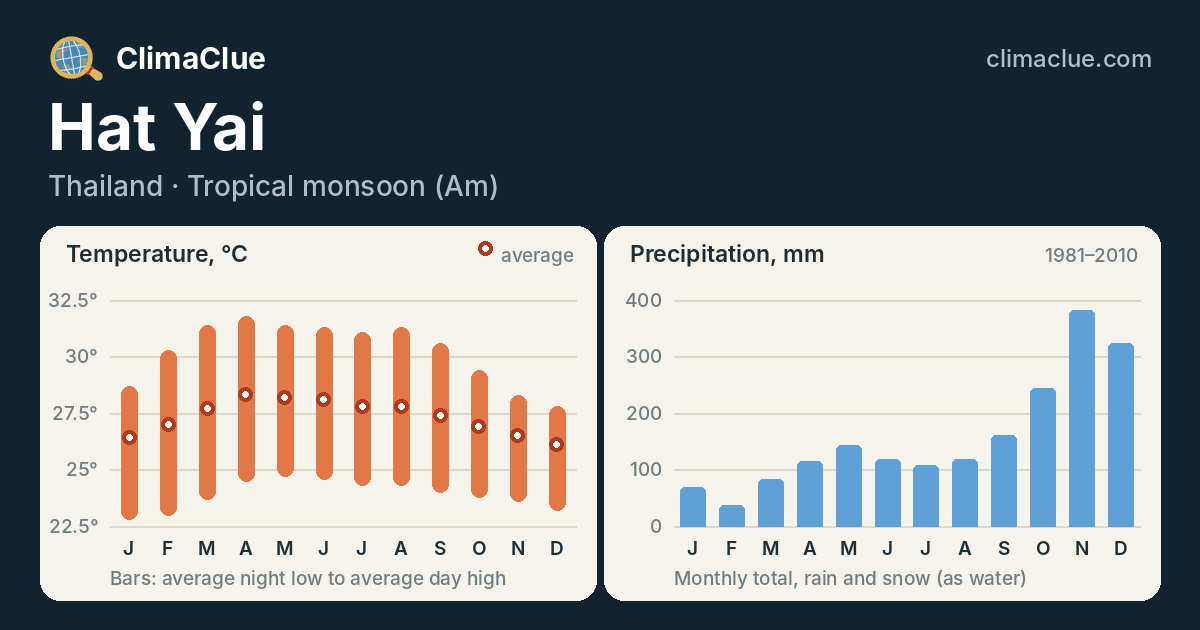 ClimaClue
climaclue.com
Hat Yai
Thailand · Tropical monsoon (Am)
Temperature, °C
average
32.5°
30°
27.5°
25°
22.5°
J F M A M J J A S O N D
Bars: average night low to average day high
Precipitation, mm
1981–2010
400
300
200
100
0
J F M A M J J A S O N D
Monthly total, rain and snow (as water)